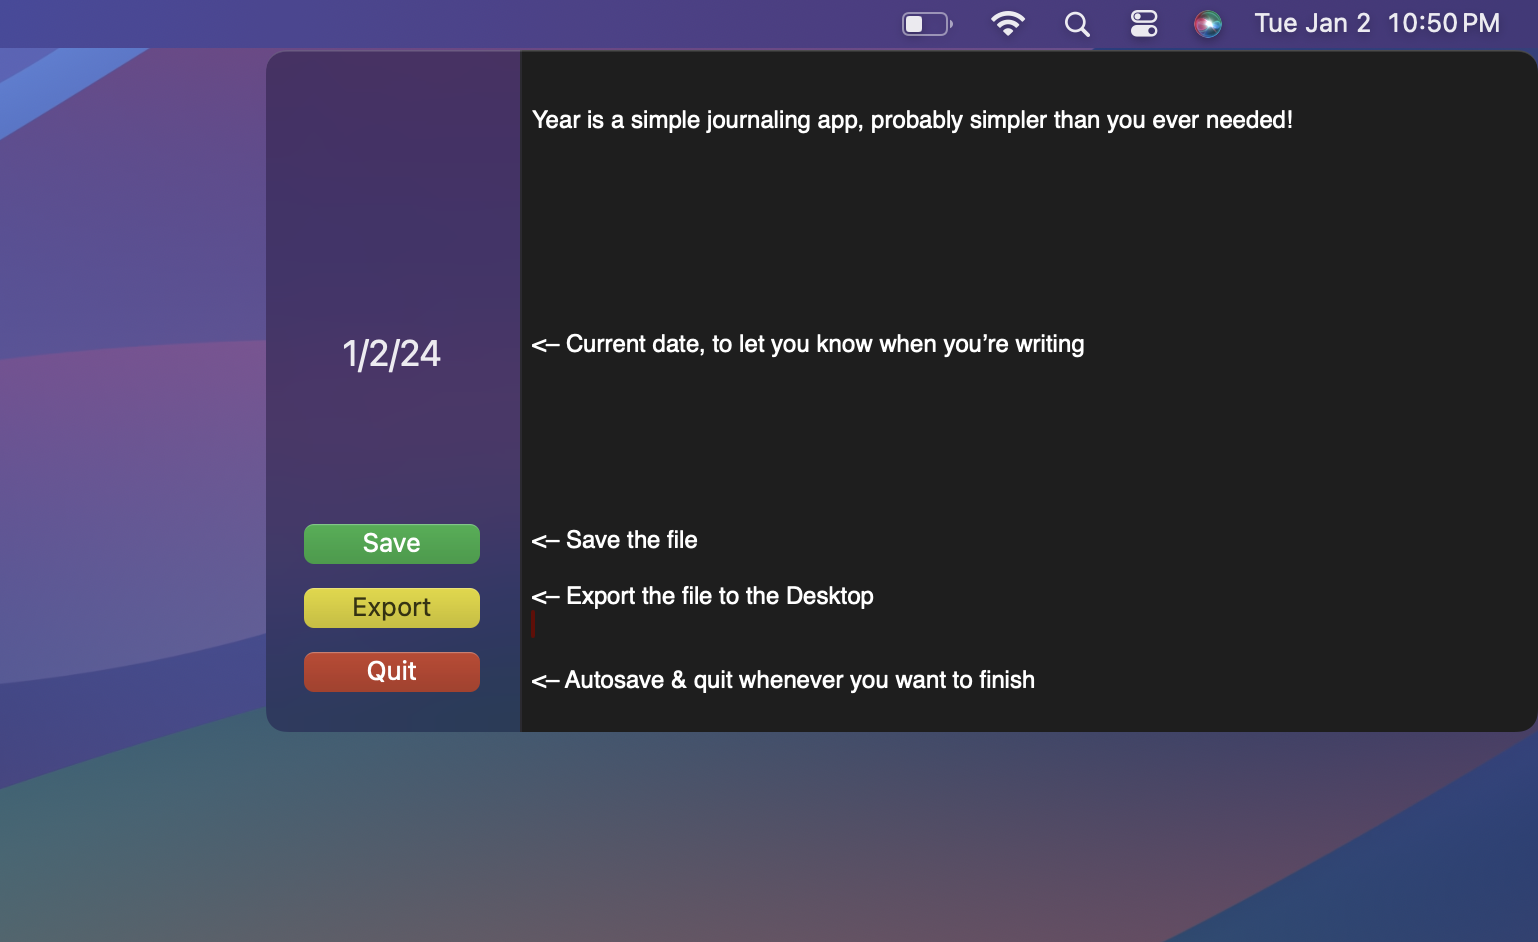 Tue Jan 2 10:50 PM
Year is a simple journaling app, probably simpler than you ever needed!
1/2/24
<– Current date, to let you know when you’re writing
Save
<– Save the file
Export
<– Export the file to the Desktop
Quit
<– Autosave & quit whenever you want to finish